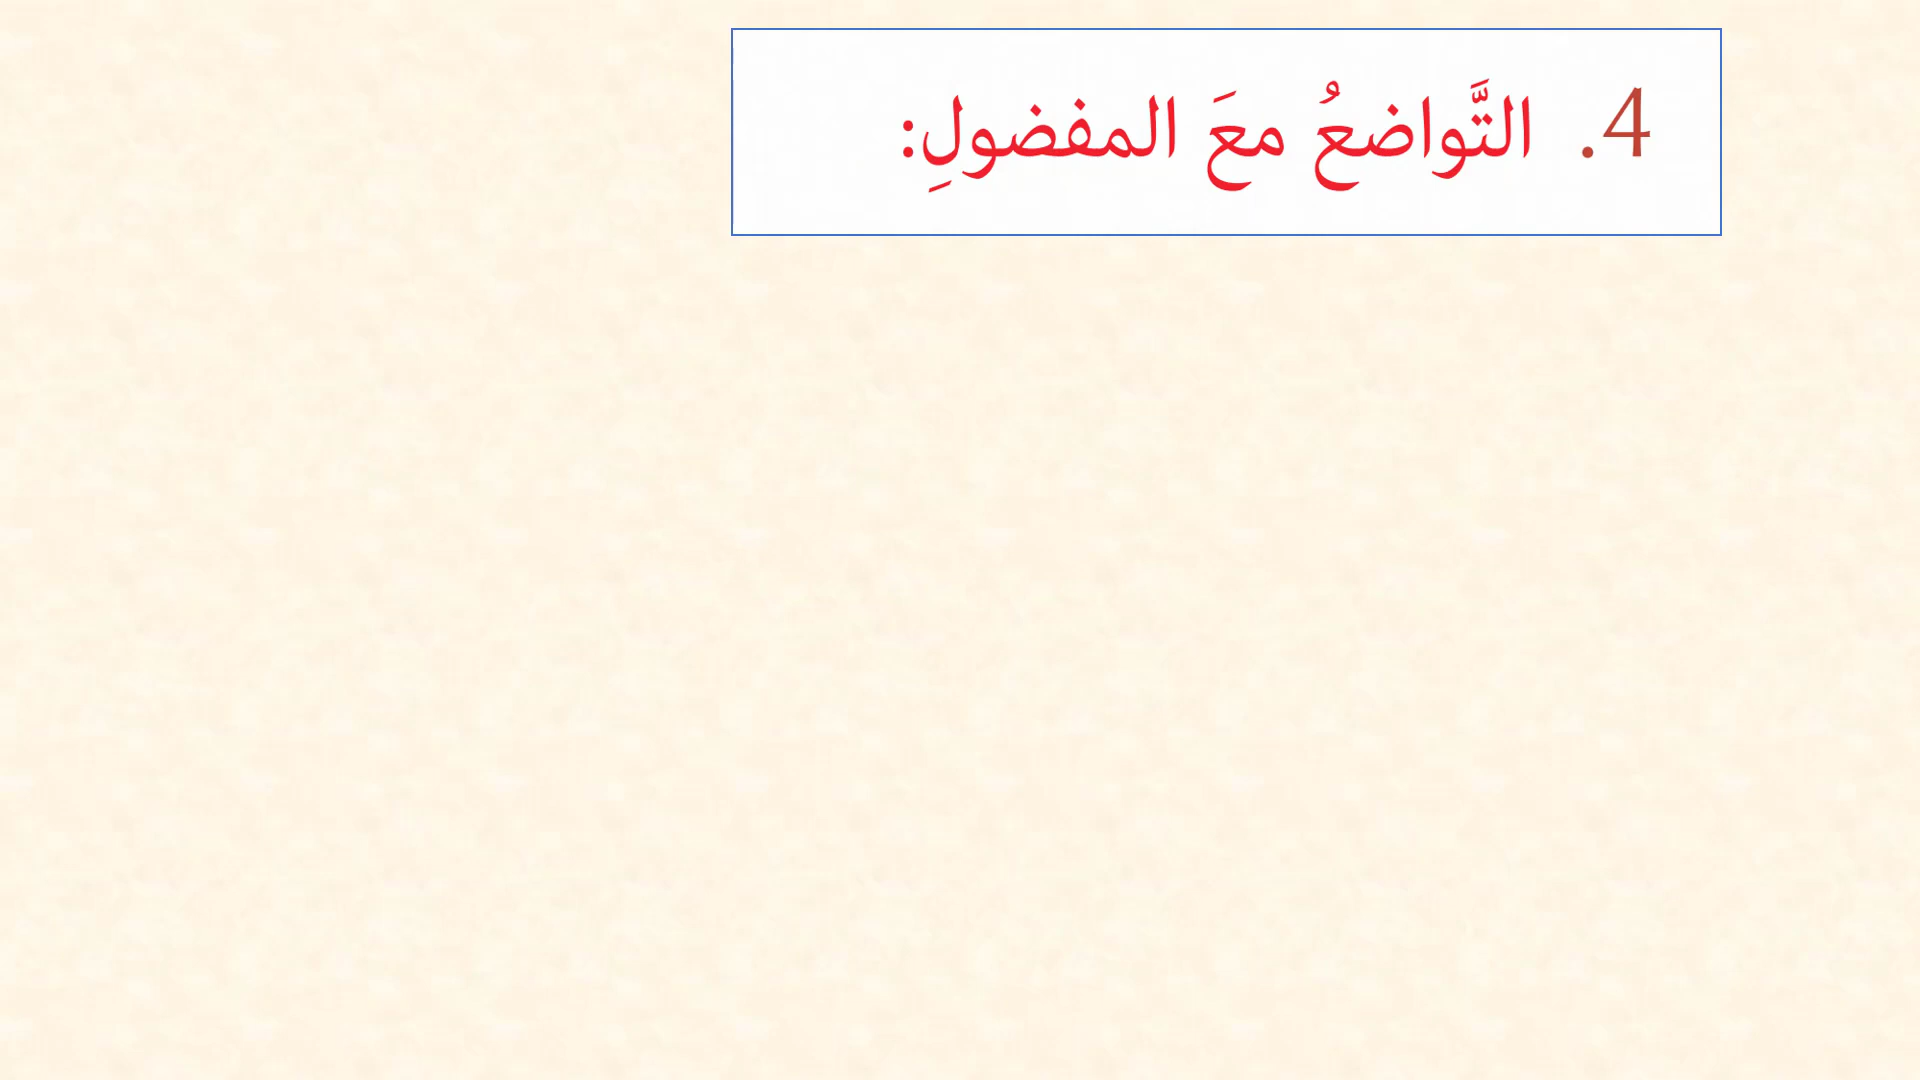 4. التَّواضعُ معَ المفضولِ: